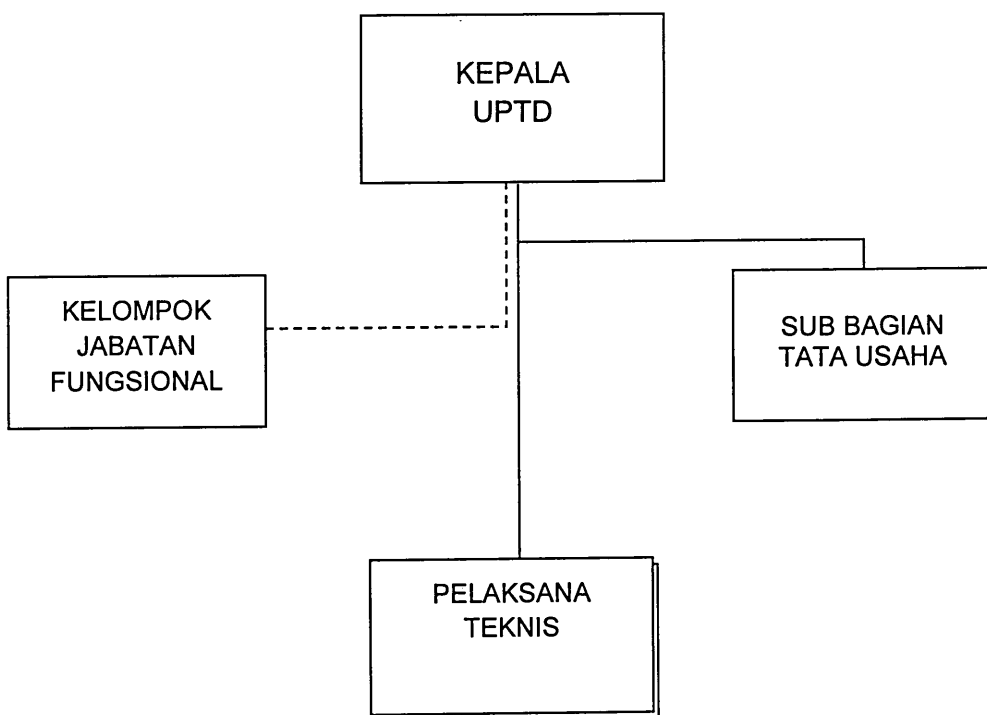 KEPALA
UPTD
KELOMPOK
JABATAN
FUNGSIONAL
SUB BAGIAN
TATA USAHA
PELAKSANA
TEKNIS